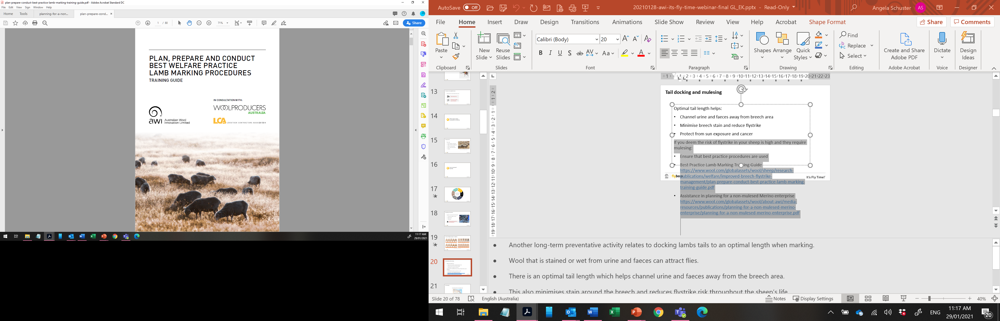 plan-prepare-conduct-best-practice-lamb-marking-training-guide.pdf - Adobe Acrobat Standard DC
File Edit View Sign Window Help
Home Tools planning-for-a-non... plan-prepare-cond... ×
1 / 80 71% Share
PLAN, PREPARE AND CONDUCT
BEST WELFARE PRACTICE
LAMB MARKING PROCEDURES
TRAINING GUIDE
IN CONSULTATION WITH:
WOOLPRODUCERS
AUSTRALIA
awi Australian Wool
Innovation Limited
LCA LIVESTOCK CONTRACTORS ASSOCIATION
11:17 AM
29/01/2021
AutoSave Off
20210128-awi-its-fly-time-webinar-final GL_EK.pptx - Read-Only
Angela Schuster AS
File Home Insert Draw Design Transitions Animations Slide Show Review View Help Acrobat Shape Format Share Comments
Paste
New Slide
Reuse Slides
Calibri (Body) 20
B I U S ab AV Aa A
Shapes Arrange Quick Styles
Find
Replace
Select
Create and Share Adobe PDF
Dictate
Design Ideas
Clipboard Slides Font Paragraph Drawing Editing Adobe Acrobat Voice Designer
13
14
15
16
17
18
19
20
21
Tail docking and mulesing
Optimal tail length helps:
• Channel urine and faeces away from breech area
• Minimise breech stain and reduce flystrike
• Protect from sun exposure and cancer
If you deem the risk of flystrike in your sheep is high and they require
mulesing:
• Ensure that best practice procedures are used
• Best Practice Lamb Marking Training Guide
https://www.wool.com/globalassets/wool/sheep/research-
publications/welfare/improved-breech-flystrike-
management/plan-prepare-conduct-best-practice-lamb-marking-
training-guide.pdf
• Assistance in planning for a non-mulesed Merino enterprise
https://www.wool.com/globalassets/wool/about-awi/media-
resources/publications/planning-for-a-non-mulesed-merino-
enterprise/planning-for-a-non-mulesed-merino-enterprise.pdf
flyboss
It's Fly Time!
• Another long-term preventative activity relates to docking lambs tails to an optimal length when marking.
• Wool that is stained or wet from urine and faeces can attract flies.
• There is an optimal tail length which helps channel urine and faeces away from the breech area.
• This also minimises stain around the breech and reduces flystrike risk throughout the sheep's life
Slide 20 of 78 English (Australia) Notes Display Settings 40%
ENG 11:17 AM
29/01/2021
20